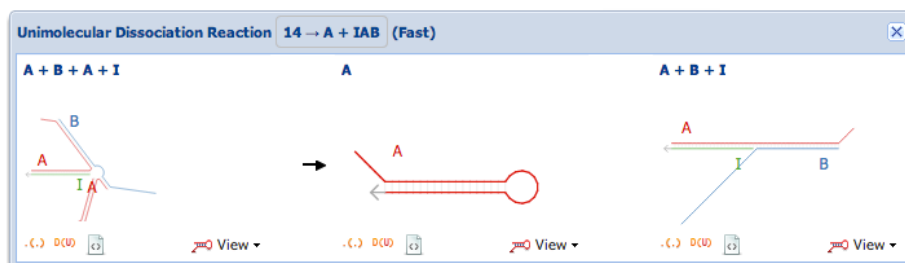 Unimolecular Dissociation Reaction 14 → A + IAB (Fast)
A + B + A + I
A
A + B + I
B
A
I
A
A
A
I
B
.(.) D(U) <> View
.(.) D(U) <> View
.(.) D(U) <> View